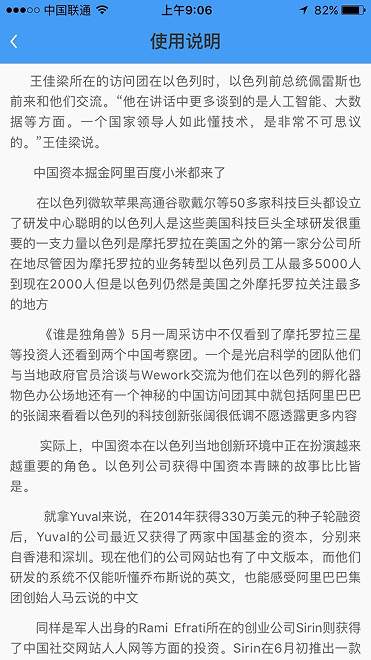 中国联通
上午9:06
82%
使用说明
王佳梁所在的访问团在以色列时，以色列前总统佩雷斯也
前来和他们交流。“他在讲话中更多谈到的是人工智能、大数
据等方面。一个国家领导人如此懂技术，是非常不可思议
的。”王佳梁说。
中国资本掘金阿里百度小米都来了
在以色列微软苹果高通谷歌戴尔等50多家科技巨头都设立
了研发中心聪明的以色列人是这些美国科技巨头全球研发很重
要的一支力量以色列是摩托罗拉在美国之外的第一家分公司所
在地尽管因为摩托罗拉的业务转型以色列员工从最多5000人
到现在2000人但是以色列仍然是美国之外摩托罗拉关注最多
的地方
《谁是独角兽》5月一周采访中不仅看到了摩托罗拉三星
等投资人还看到两个中国考察团。一个是光启科学的团队他们
与当地政府官员洽谈与Wework交流为他们在以色列的孵化器
物色办公场地还有一个神秘的中国访问团其中就包括阿里巴巴
的张阔来看看以色列的科技创新张阔很低调不愿透露更多内容
实际上，中国资本在以色列当地创新环境中正在扮演越来
越重要的角色。以色列公司获得中国资本青睐的故事比比皆
是。
就拿Yuval来说，在2014年获得330万美元的种子轮融资
后，Yuval的公司最近又获得了两家中国基金的资本，分别来
自香港和深圳。现在他们的公司网站也有了中文版本，而他们
研发的系统不仅能听懂乔布斯说的英文，也能感受阿里巴巴集
团创始人马云说的中文
同样是军人出身的Rami Efrati所在的创业公司Sirin则获得
了中国社交网站人人网等方面的投资。Sirin在6月初推出一款